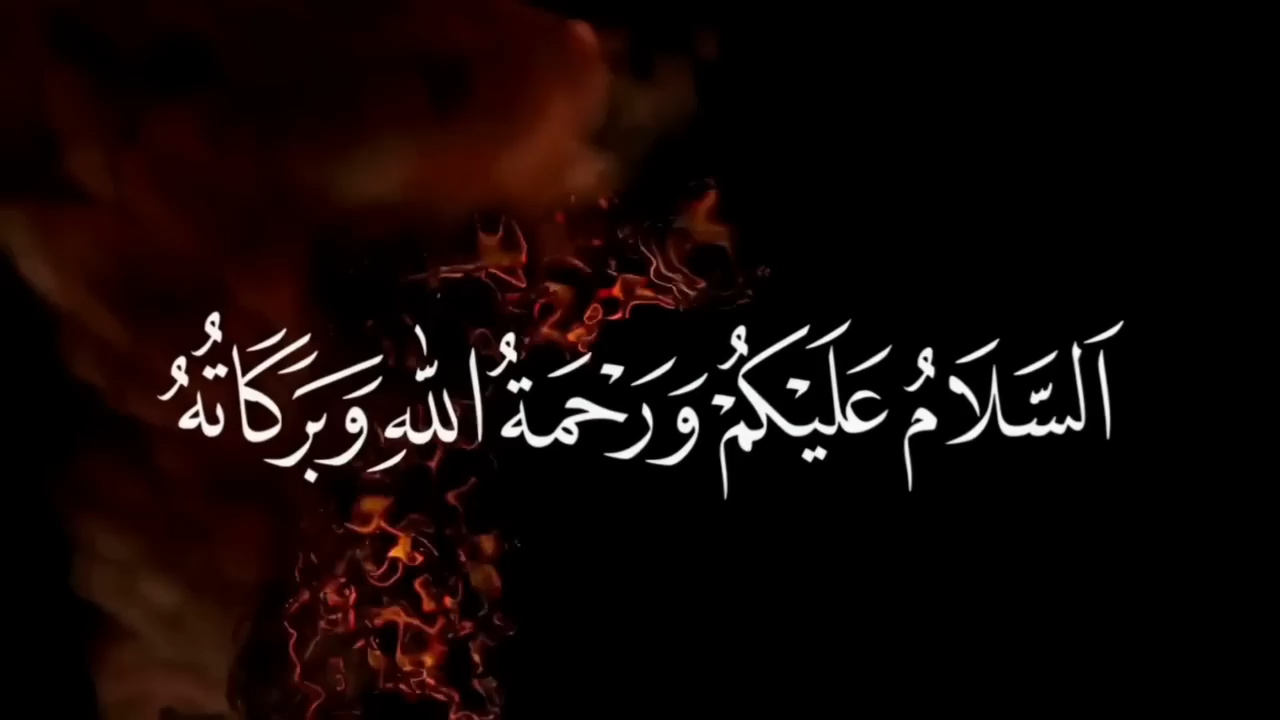 اَلسَّلَامُ عَلَيْكُمْ وَرَحْمَةُ اللّٰهِ وَبَرَكَاتُهُ